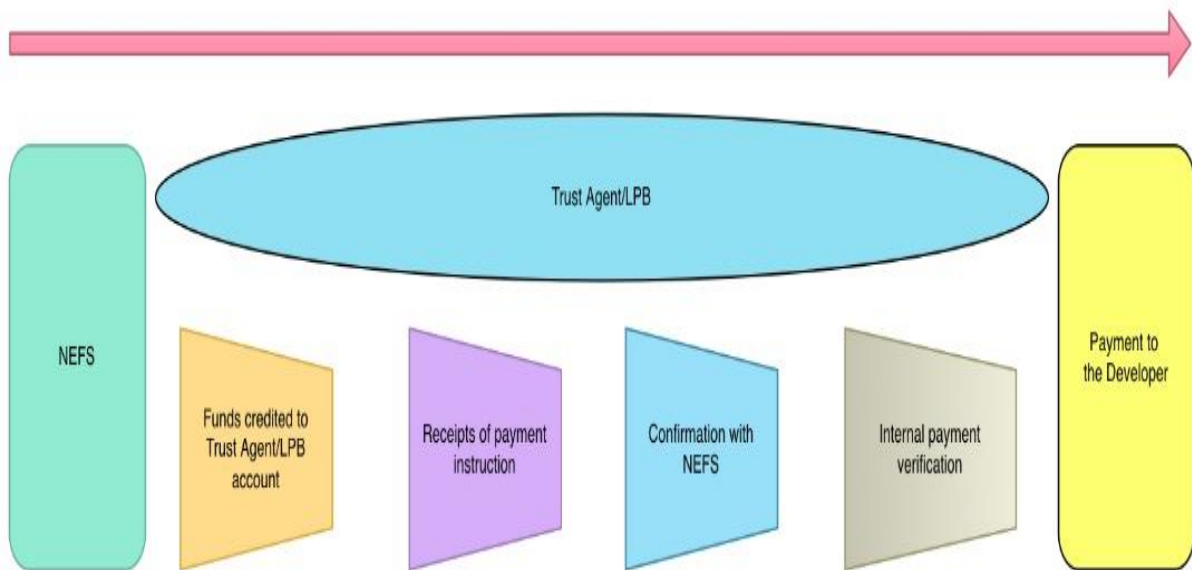 Trust Agent/LPB
NEFS
Funds credited to
Trust Agent/LPB
account
Receipts of payment
instruction
Confirmation with
NEFS
Internal payment
verification
Payment to
the Developer